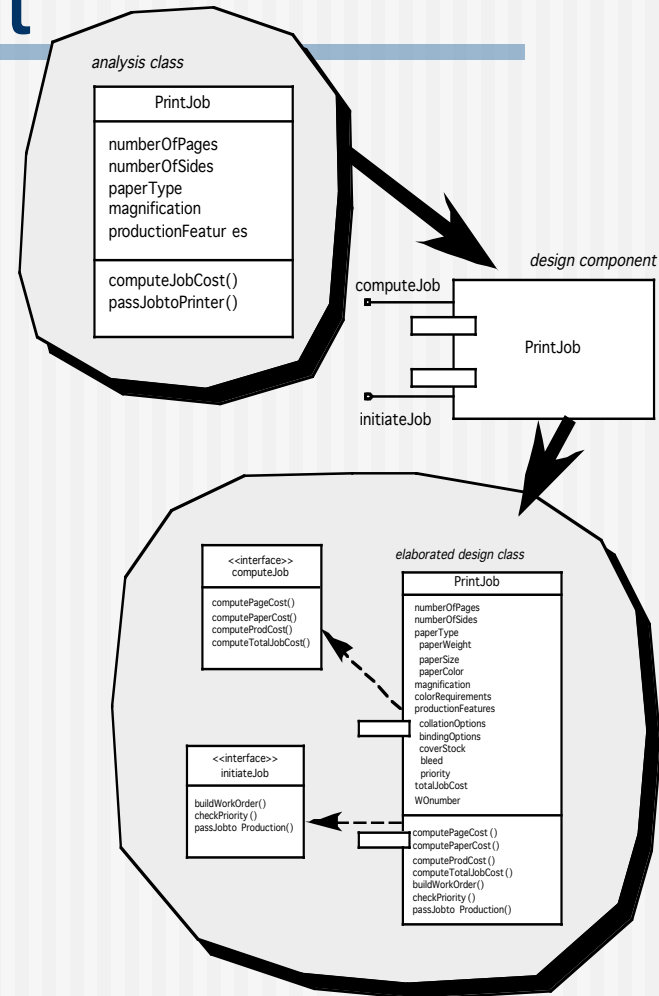 t
analysis class
PrintJob
numberOfPages
numberOfSides
paperType
magnification
productionFeatur es
computeJobCost()
passJobtoPrinter()
design component
computeJob
PrintJob
initiateJob
elaborated design class
<<interface>>
computeJob
computePageCost()
computePaperCost()
computeProdCost()
computeTotalJobCost()
PrintJob
numberOfPages
numberOfSides
paperType
paperWeight
paperSize
paperColor
magnification
colorRequirements
productionFeatures
collationOptions
bindingOptions
coverStock
bleed
priority
totalJobCost
WOnumber
<<interface>>
initiateJob
buildWorkOrder()
checkPriority ()
passJobto Production()
computePageCost ()
computePaperCost ()
computeProdCost ()
computeTotalJobCost ()
buildWorkOrder()
checkPriority ()
passJobto Production()